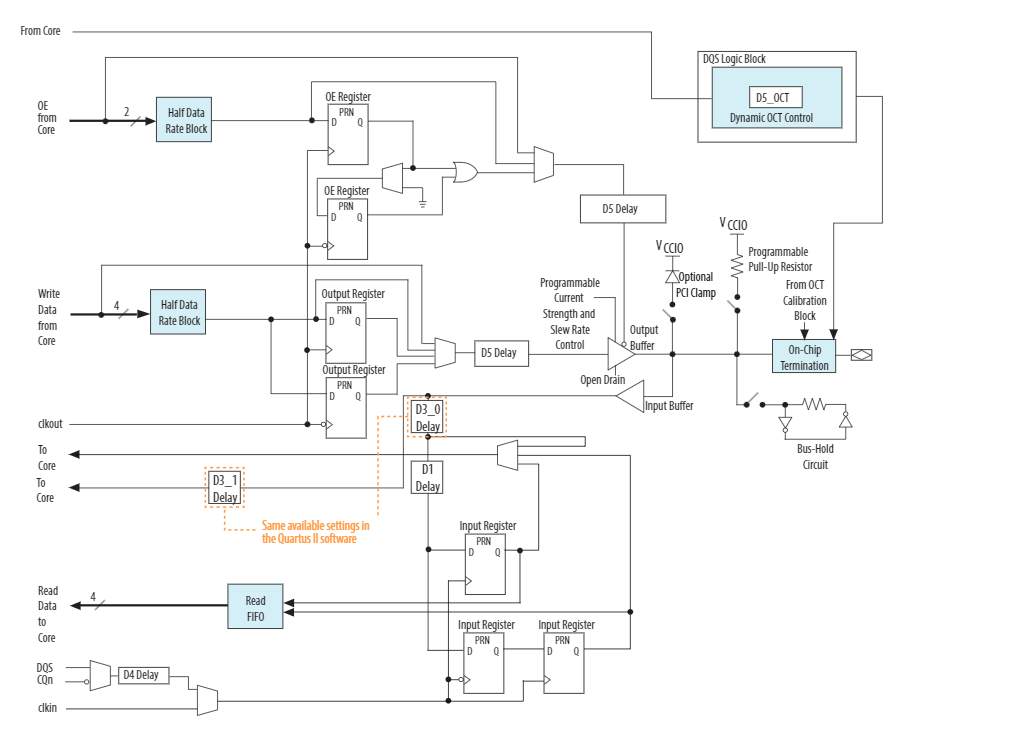 From Core
DQS Logic Block
D5_OCT
Dynamic OCT Control
OE
from
Core
2
Half Data
Rate Block
OE Register
PRN
D Q
OE Register
PRN
D Q
D5 Delay
V CCIO
Programmable
Pull-Up Resistor
V CCIO
Optional
PCI Clamp
From OCT
Calibration
Block
Write
Data
from
Core
4
Half Data
Rate Block
Output Register
PRN
D Q
Output Register
PRN
D Q
D5 Delay
Programmable
Current
Strength and
Slew Rate
Control
Output
Buffer
Open Drain
Input Buffer
On-Chip
Termination
Bus-Hold
Circuit
clkout
To
Core
To
Core
D3_0
Delay
D1
Delay
D3_1
Delay
Same available settings in
the Quartus II software
Input Register
PRN
D Q
Read
Data
to
Core
4
Read
FIFO
Input Register
PRN
D Q
Input Register
PRN
D Q
DQS
CQn
D4 Delay
clkin